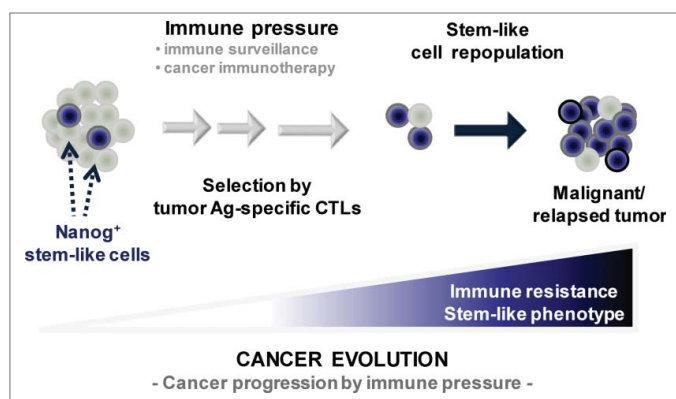 Immune pressure
• immune surveillance
• cancer immunotherapy
Stem-like
cell repopulation
Selection by
tumor Ag-specific CTLs
Nanog⁺
stem-like cells
Malignant/
relapsed tumor
Immune resistance
Stem-like phenotype
CANCER EVOLUTION
- Cancer progression by immune pressure -